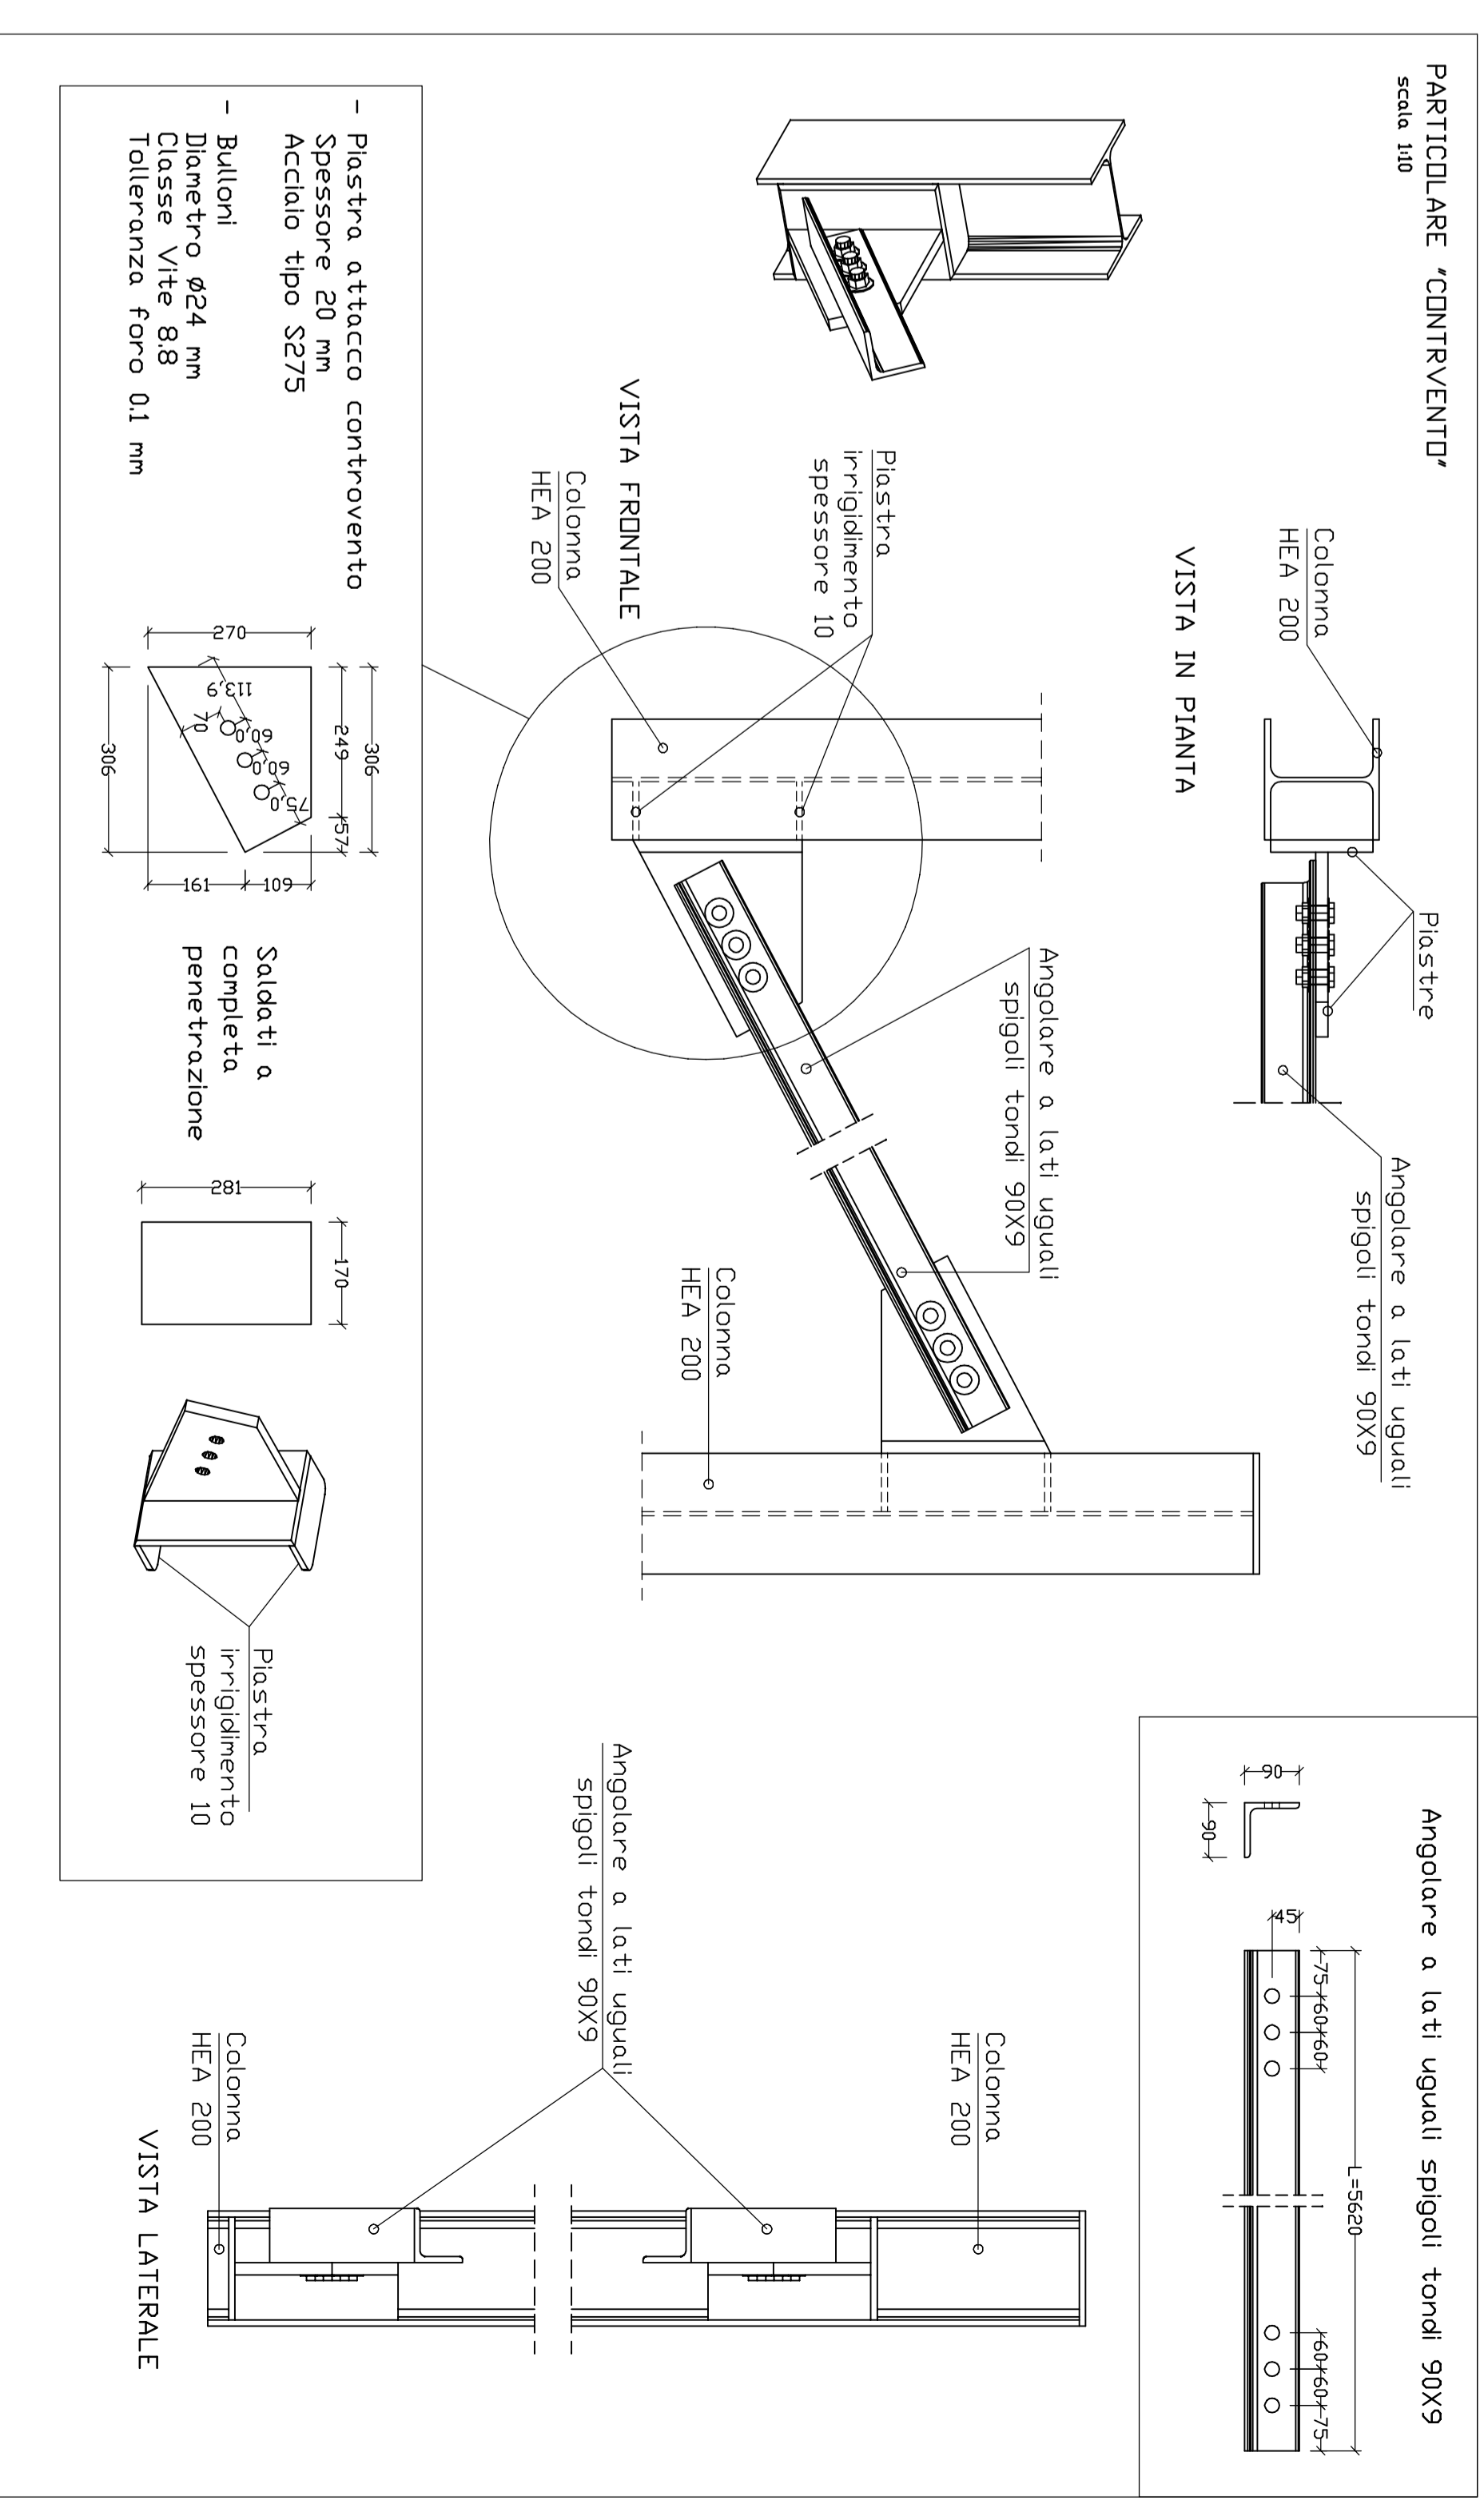 PARTICOLARE "CONTRVENTO"
scala 1:10
Colonna
HEA 200
VISTA IN PIANTA
Piastre
Angolare a lati uguali
spigoli tondi 90X9
Piastra
irrigidimento
spessore 10
Colonna
HEA 200
VISTA FRONTALE
Angolare a lati uguali
spigoli tondi 90X9
Colonna
HEA 200
Angolare a lati uguali spigoli tondi 90X9
90
90
45
75
60
60
L=5620
60
60
75
Angolare a lati uguali
spigoli tondi 90X9
Colonna
HEA 200
Colonna
HEA 200
VISTA LATERALE
- Piastra attacco controvento
Spessore 20 mm
Acciaio tipo S275
- Bulloni
Diametro Ø24 mm
Classe Vite 8.8
Tolleranza foro 0.1 mm
306
249
57
270
113,9
70
60,0
60,0
75,0
306
161
109
Saldati a
completa
penetrazione
170
281
Piastra
irrigidimento
spessore 10